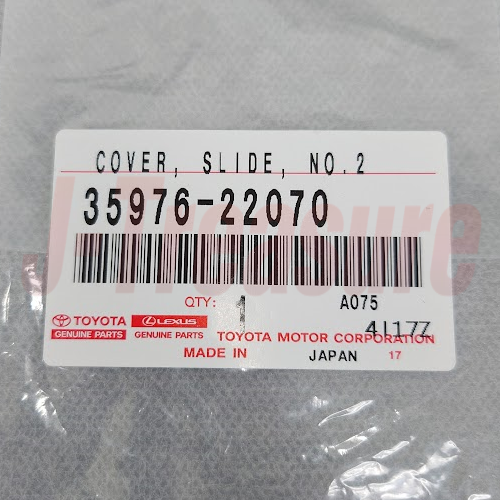 COVER, SLIDE, NO.2
35976-22070
QTY: 1 A075
4117Z
TOYOTA LEXUS
GENUINE PARTS GENUINE PARTS TOYOTA MOTOR CORPORATION
MADE IN JAPAN 17
J Treasure